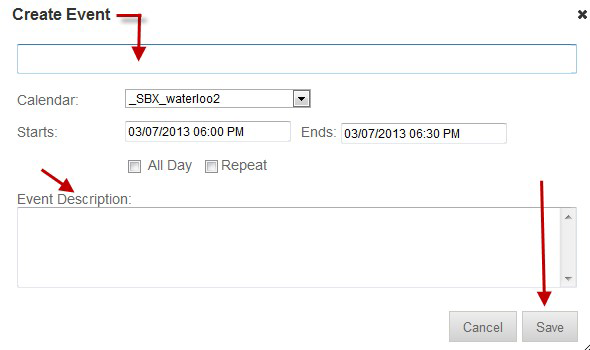 Create Event
Calendar: _SBX_waterloo2
Starts: 03/07/2013 06:00 PM Ends: 03/07/2013 06:30 PM
All Day Repeat
Event Description:
Cancel Save